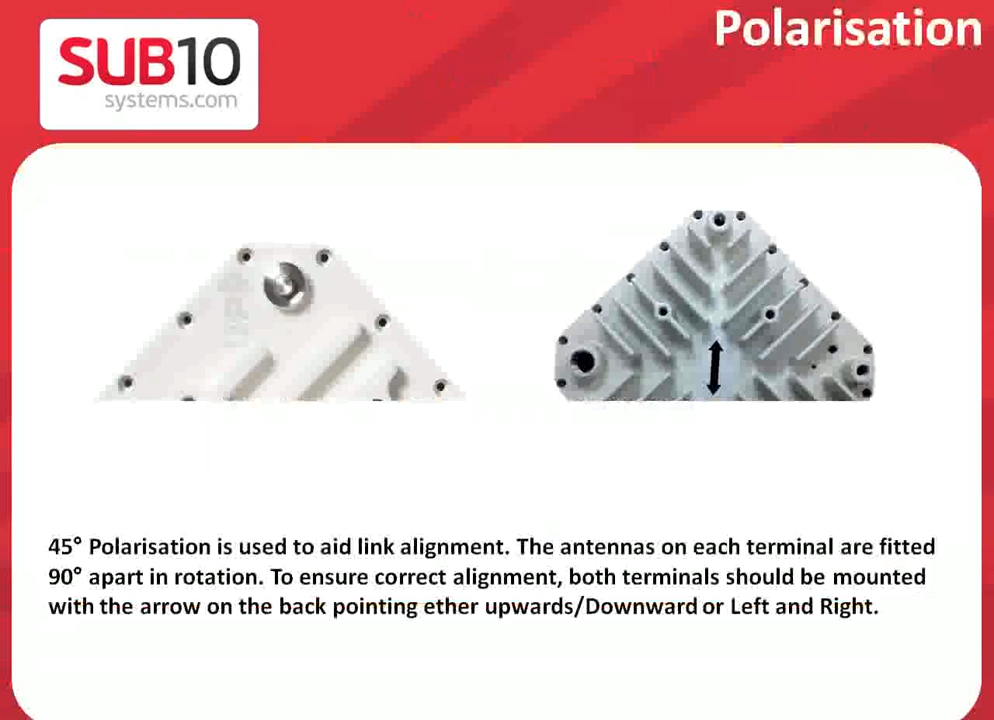 SUB10
systems.com
Polarisation
45° Polarisation is used to aid link alignment. The antennas on each terminal are fitted
90° apart in rotation. To ensure correct alignment, both terminals should be mounted
with the arrow on the back pointing ether upwards/Downward or Left and Right.